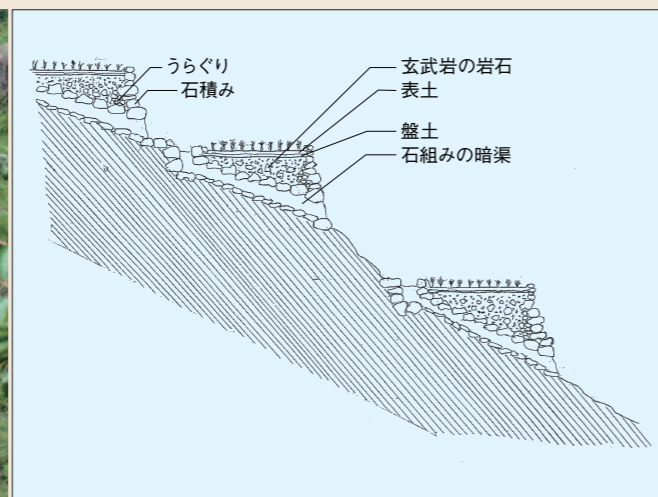 うらぐり
石積み
玄武岩の岩石
表土
盤土
石組みの暗渠